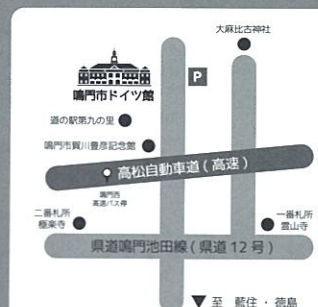 大麻比古神社
P
鳴門市ドイツ館
道の駅第九の里
鳴門市賀川豊彦記念館
高松自動車道(高速)
鳴門西
高速バス停
二番札所
極楽寺
一番札所
霊山寺
県道鳴門池田線(県道12号)
▼ 至 藍住・徳島